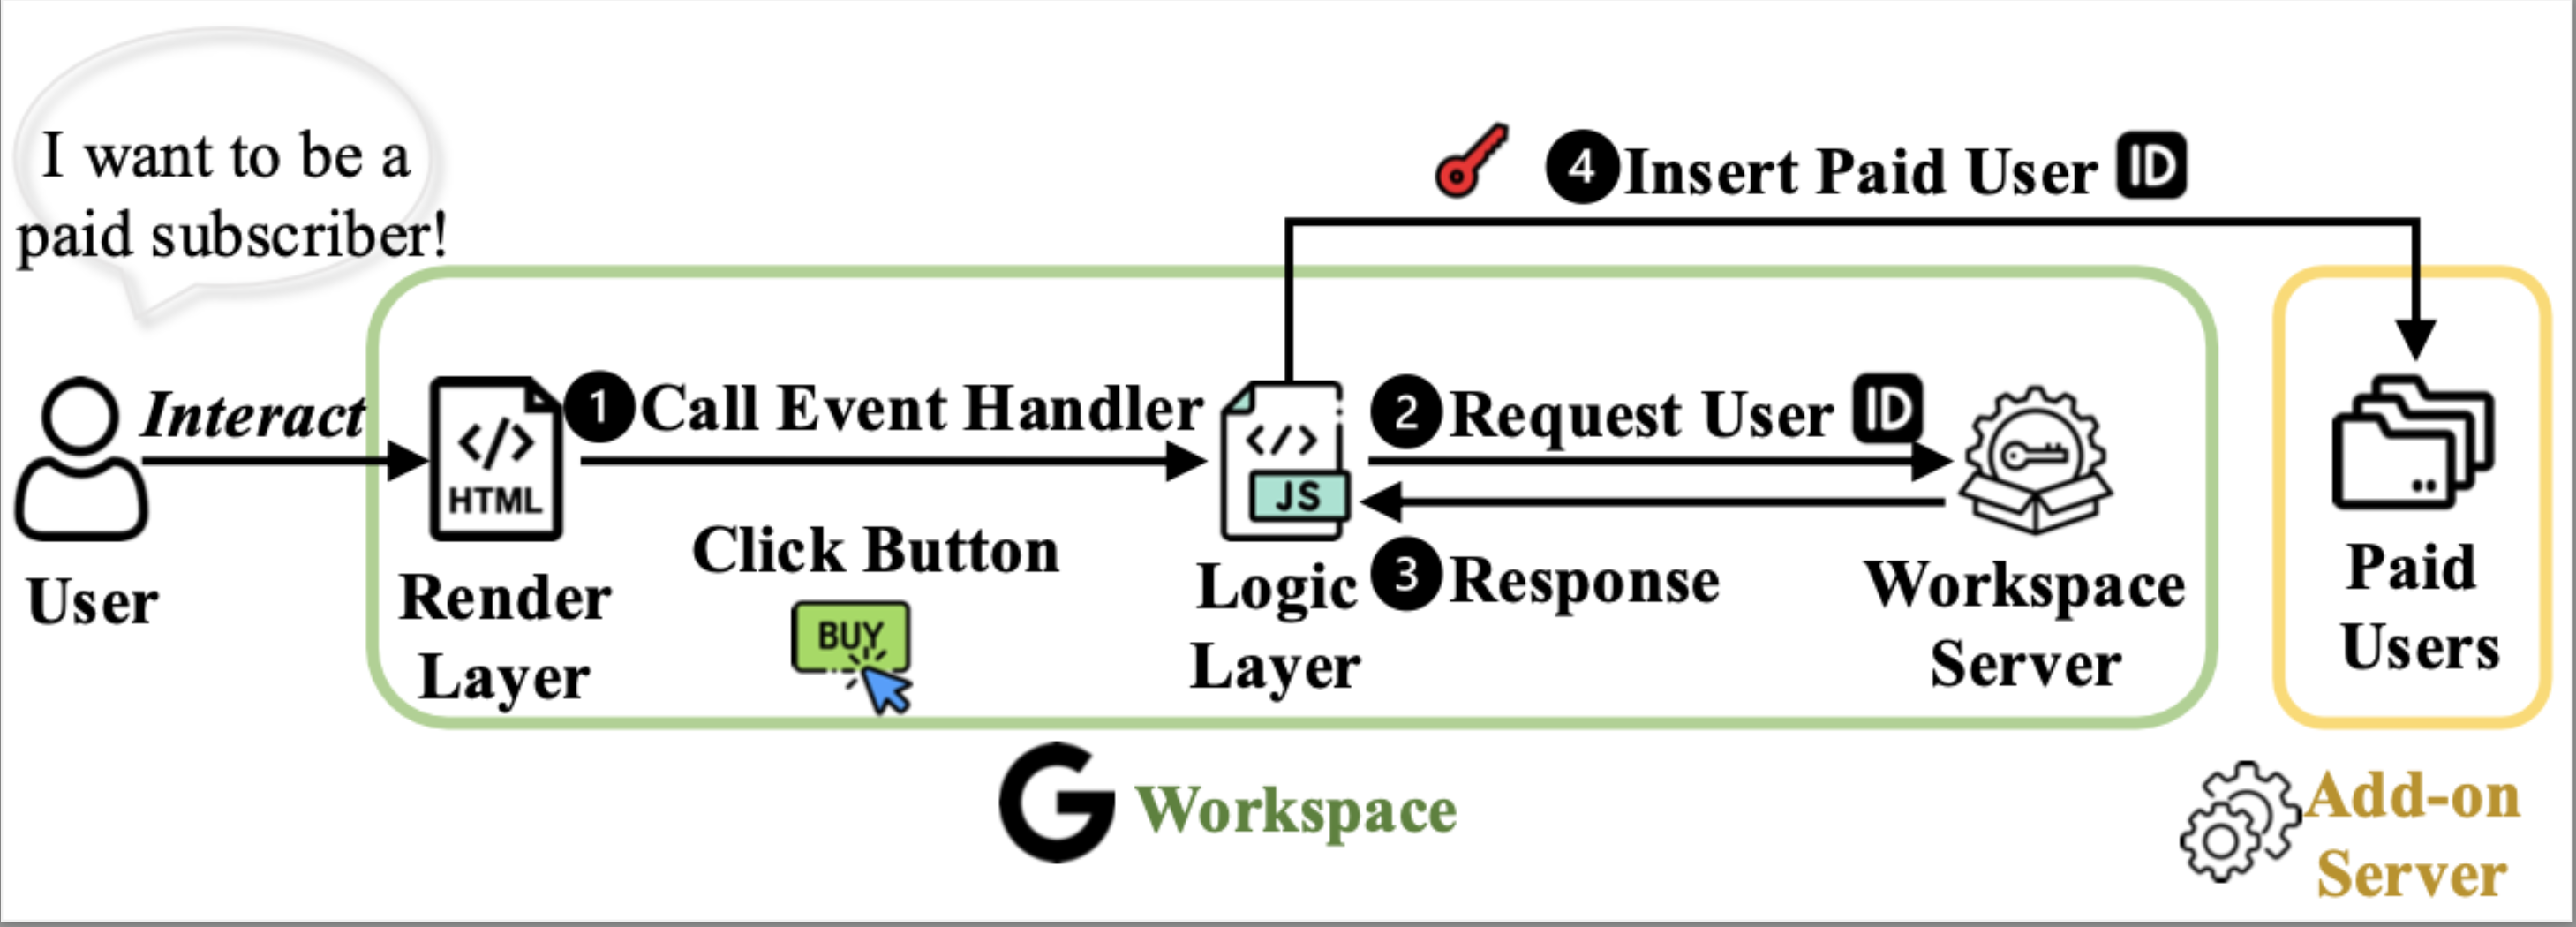 I want to be a
paid subscriber!
4 Insert Paid User ID
Interact
1 Call Event Handler
2 Request User ID
</>
HTML
</>
JS
Click Button
BUY
3 Response
User
Render
Layer
Logic
Layer
Workspace
Server
Paid
Users
G Workspace
Add-on
Server